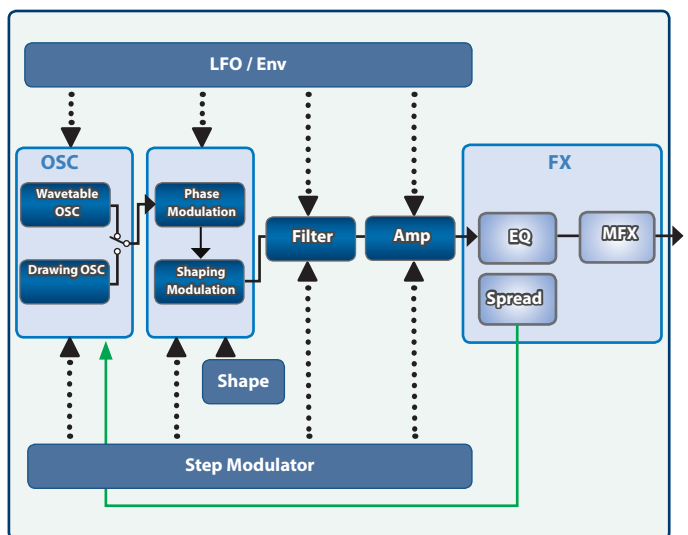 LFO / Env
OSC
Wavetable
OSC
Drawing OSC
Phase
Modulation
Shaping
Modulation
Shape
Filter
Amp
FX
EQ
MFX
Spread
Step Modulator